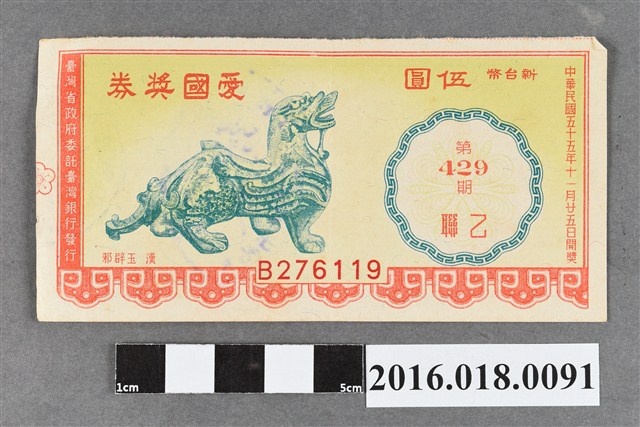 愛國獎券
新台幣伍圓
中華民國五十五年十一月廿五日開獎
臺灣省政府委託臺灣銀行發行
第
429
期
乙聯
漢玉辟邪
B276119
1cm
5cm
2016.018.0091